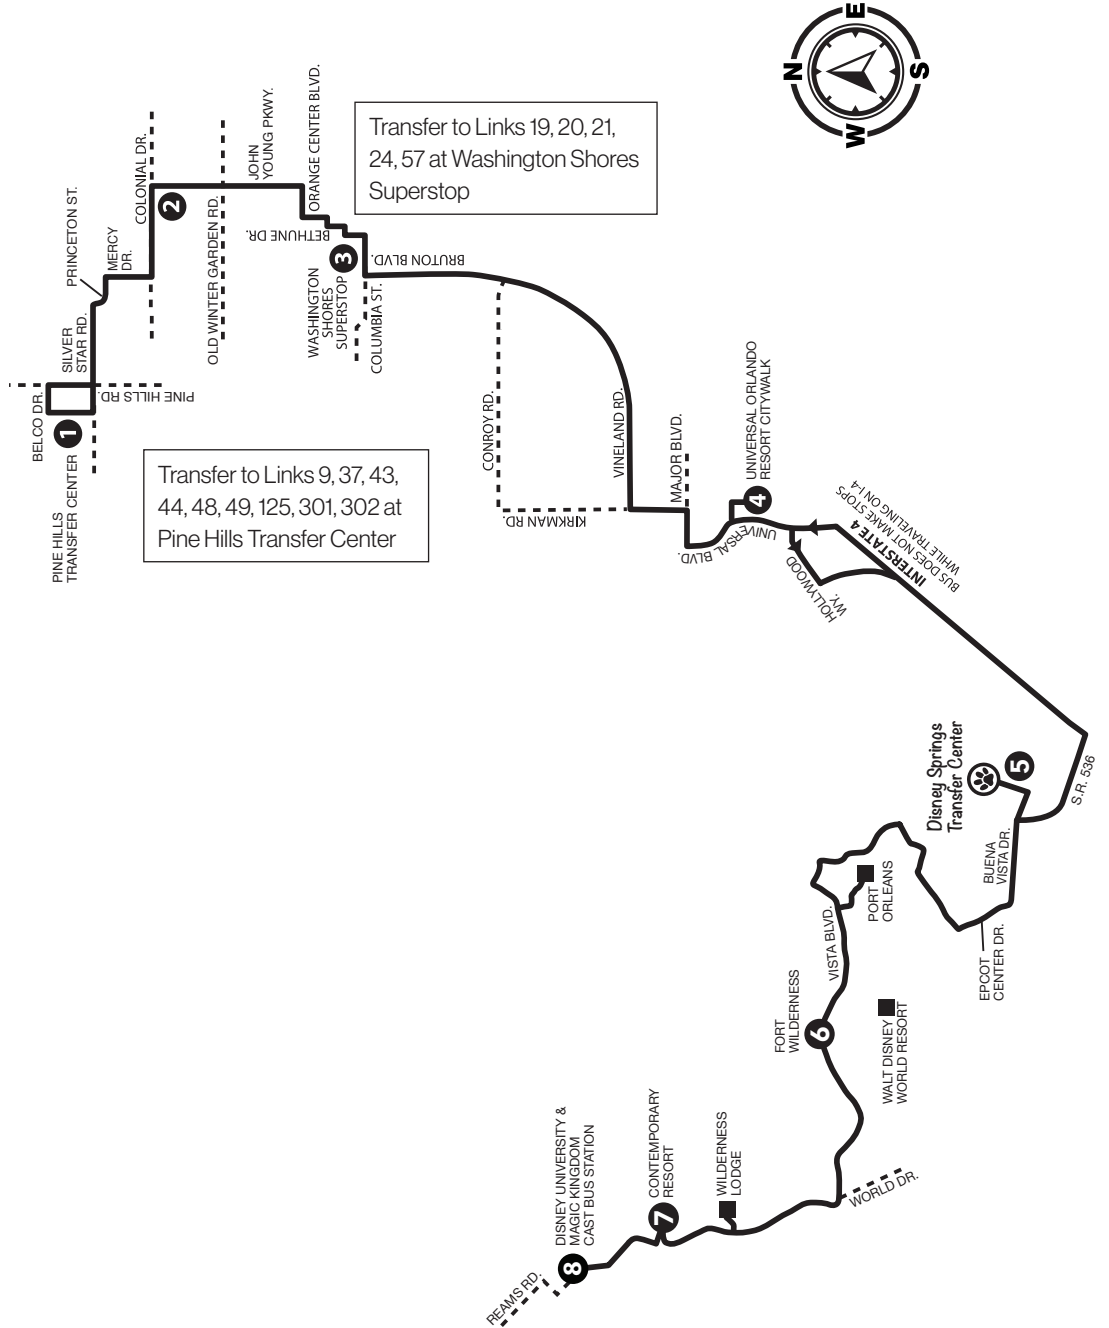 N
E
S
W
PRINCETON ST.
MERCY
DR.
COLONIAL DR.
2
JOHN
YOUNG PKWY.
ORANGE CENTER BLVD.
Transfer to Links 19, 20, 21,
24, 57 at Washington Shores
Superstop
SILVER
STAR RD.
OLD WINTER GARDEN RD.
BETHUNE DR.
3
WASHINGTON
SHORES
SUPERSTOP
COLUMBIA ST.
BRUTON BLVD.
BELCO DR.
1
PINE HILLS RD.
PINE HILLS
TRANSFER CENTER
Transfer to Links 9, 37, 43,
44, 48, 49, 125, 301, 302 at
Pine Hills Transfer Center
CONROY RD.
KIRKMAN RD.
VINELAND RD.
MAJOR BLVD.
UNIVERSAL BLVD.
4
UNIVERSAL ORLANDO
RESORT CITYWALK
HOLLYWOOD
WY.
INTERSTATE 4
BUS DOES NOT MAKE STOPS
WHILE TRAVELING ON I-4
Disney Springs
Transfer Center
5
S.R. 536
BUENA
VISTA DR.
EPCOT
CENTER DR.
PORT
ORLEANS
VISTA BLVD.
FORT
WILDERNESS
6
WALT DISNEY
WORLD RESORT
WORLD DR.
WILDERNESS
LODGE
CONTEMPORARY
RESORT
7
DISNEY UNIVERSITY &
MAGIC KINGDOM
CAST BUS STATION
8
REAMS RD.